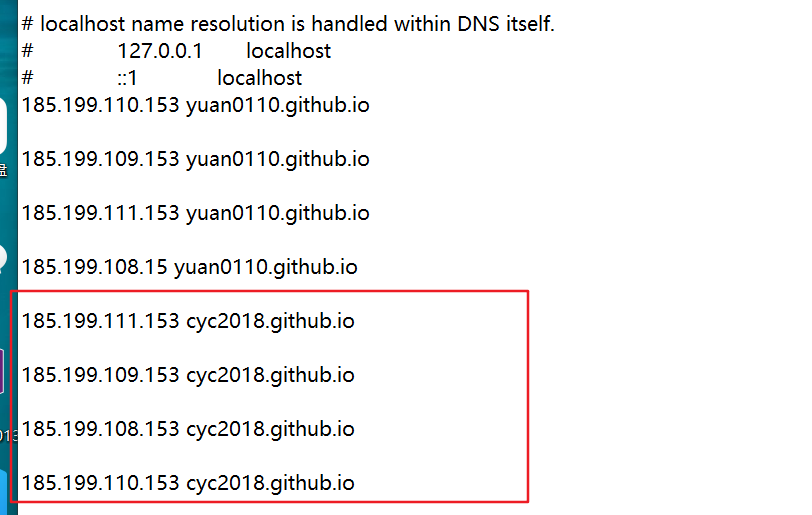 # localhost name resolution is handled within DNS itself.
# 127.0.0.1 localhost
# ::1 localhost
185.199.110.153 yuan0110.github.io
185.199.109.153 yuan0110.github.io
185.199.111.153 yuan0110.github.io
185.199.108.15 yuan0110.github.io
185.199.111.153 cyc2018.github.io
185.199.109.153 cyc2018.github.io
185.199.108.153 cyc2018.github.io
185.199.110.153 cyc2018.github.io